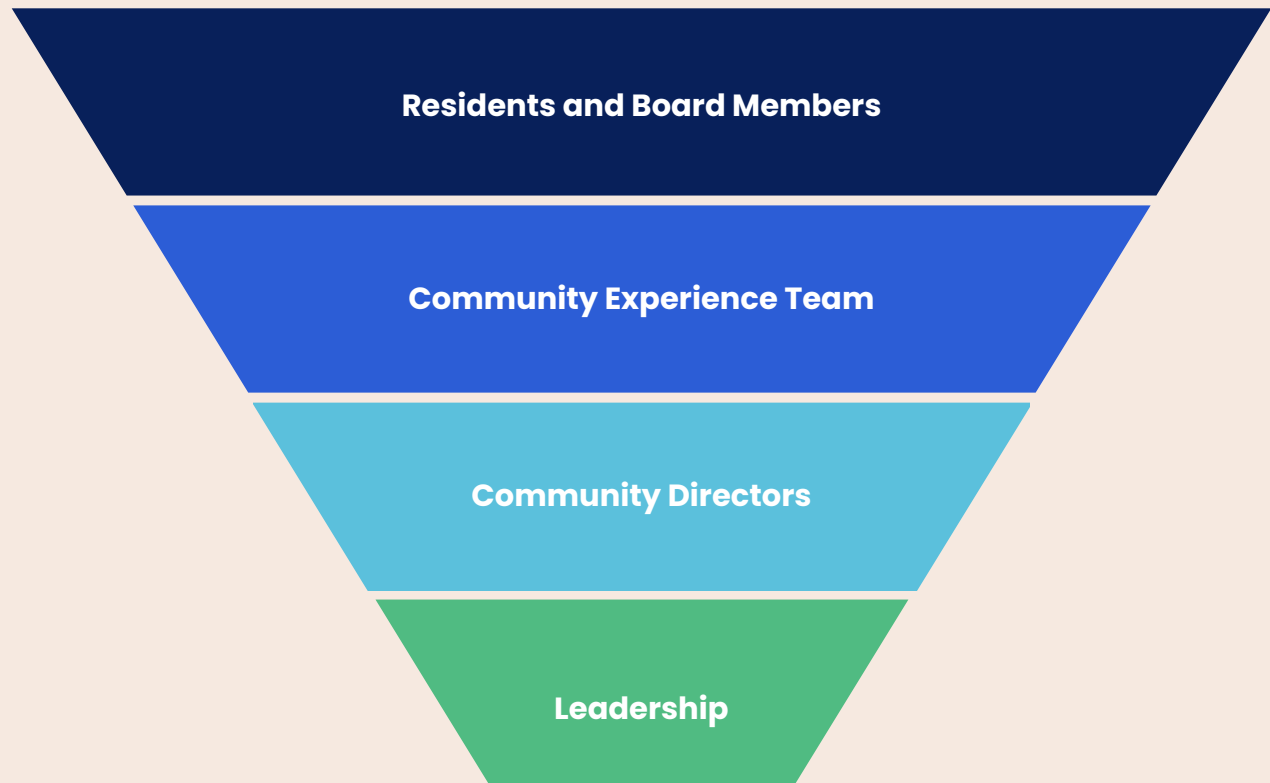 Residents and Board Members
Community Experience Team
Community Directors
Leadership